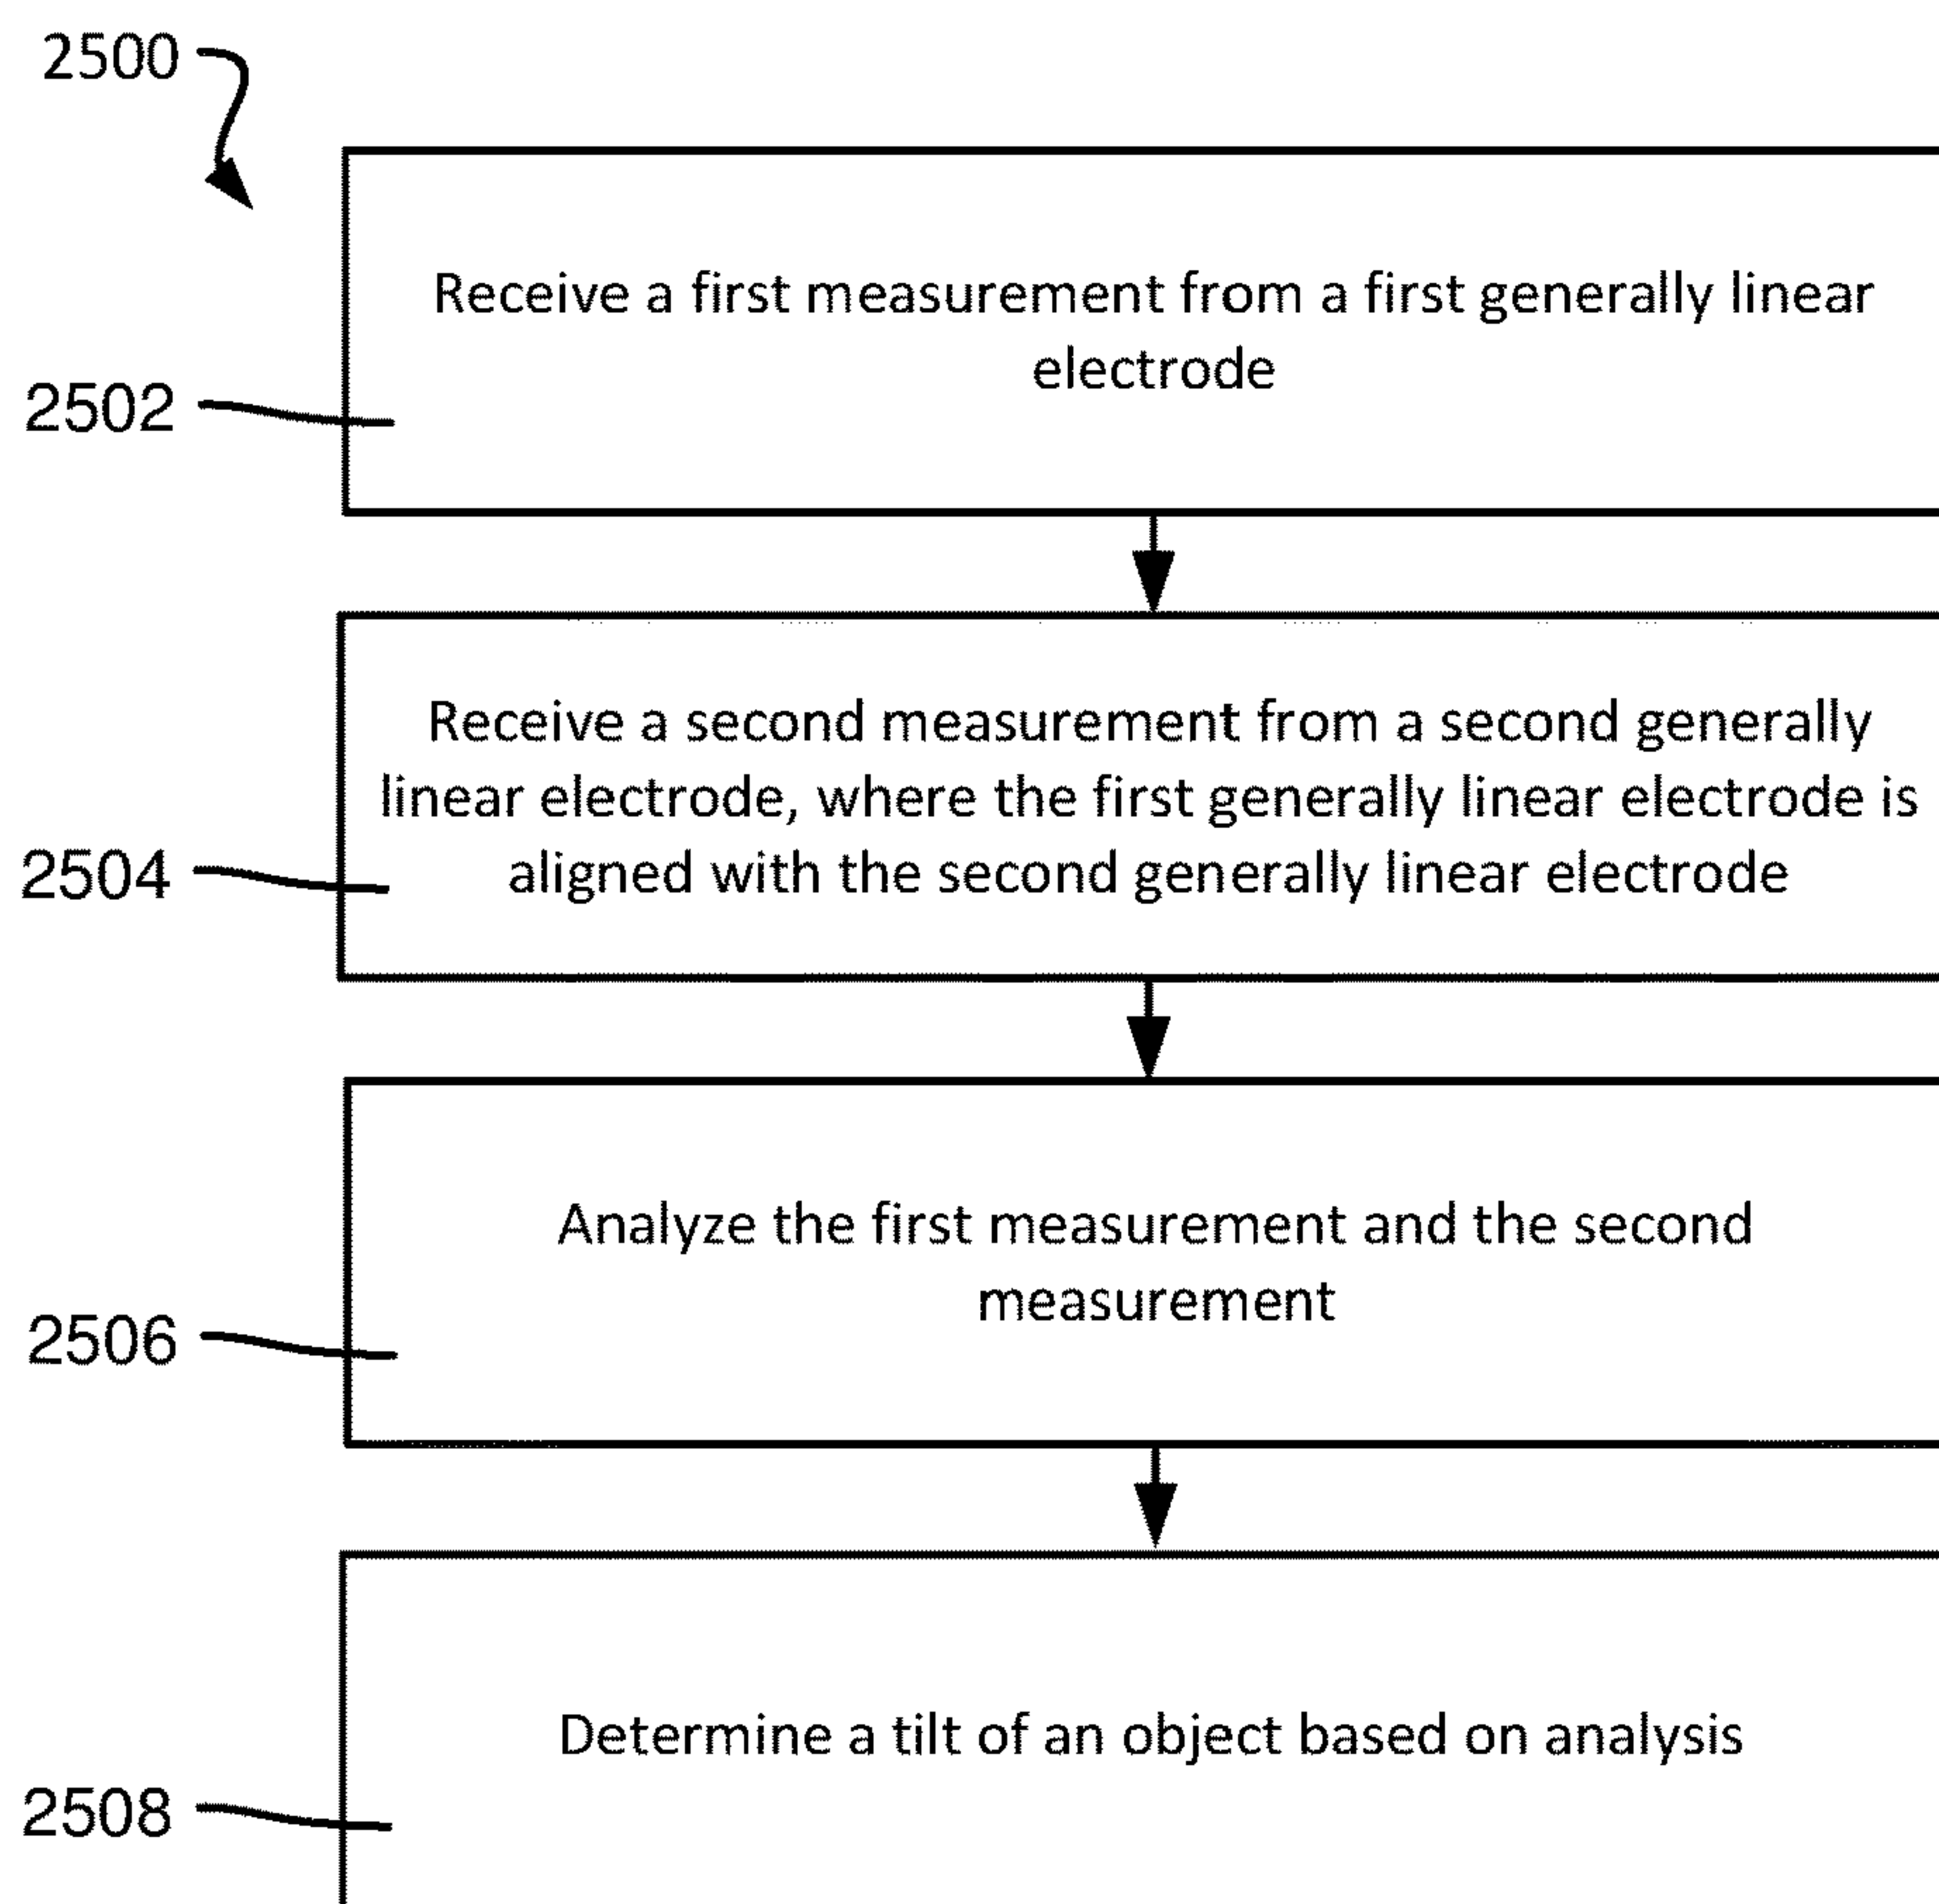 2500
Receive a first measurement from a first generally linear
electrode
2502
Receive a second measurement from a second generally
linear electrode, where the first generally linear electrode is
aligned with the second generally linear electrode
2504
Analyze the first measurement and the second
measurement
2506
Determine a tilt of an object based on analysis
2508